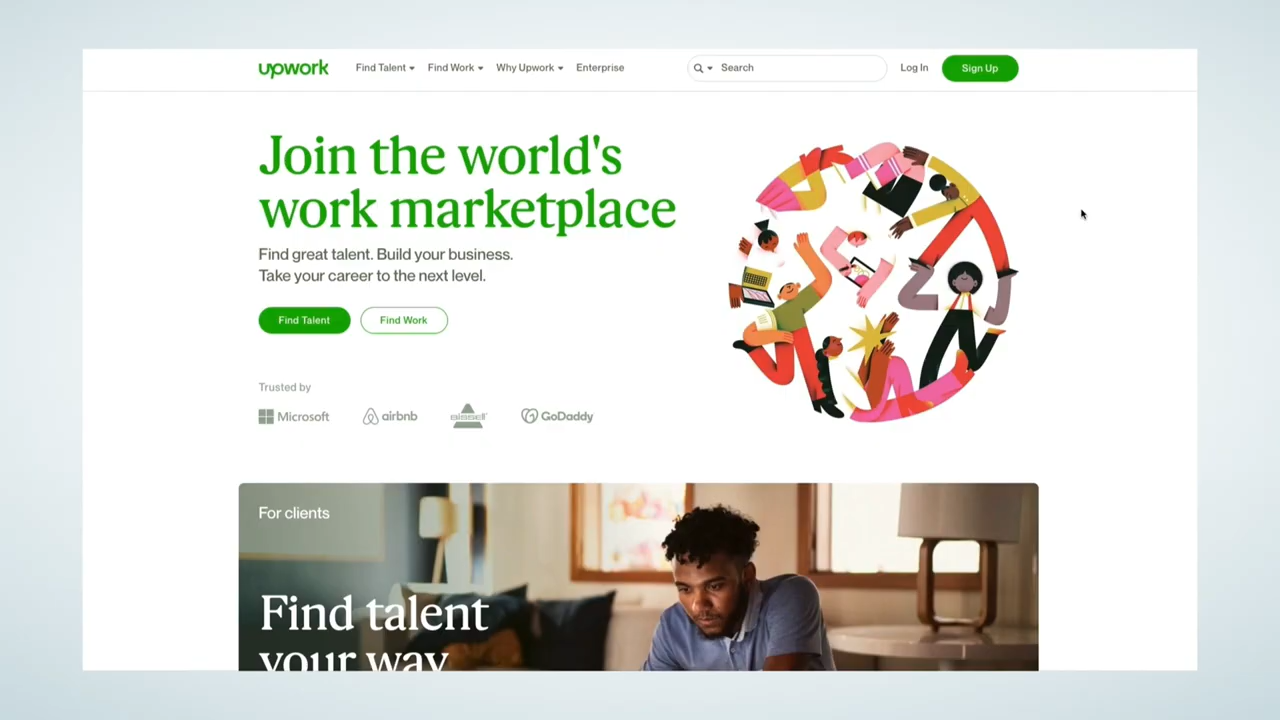 upwork
Find Talent
Find Work
Why Upwork
Enterprise
Search
Log In
Sign Up
Join the world's
work marketplace
Find great talent. Build your business.
Take your career to the next level.
Find Talent
Find Work
Trusted by
Microsoft
airbnb
BISSELL
GoDaddy
For clients
Find talent
your way